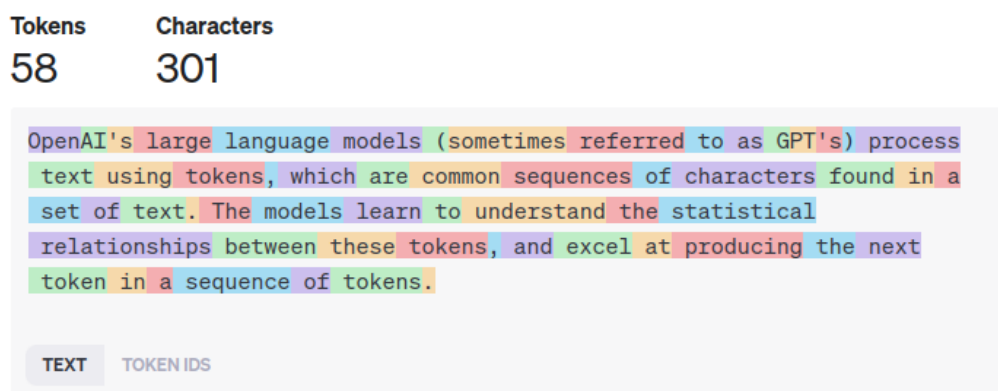 Tokens Characters
58 301
OpenAI's large language models (sometimes referred to as GPT's) process
text using tokens, which are common sequences of characters found in a
set of text. The models learn to understand the statistical
relationships between these tokens, and excel at producing the next
token in a sequence of tokens.
TEXT TOKEN IDS